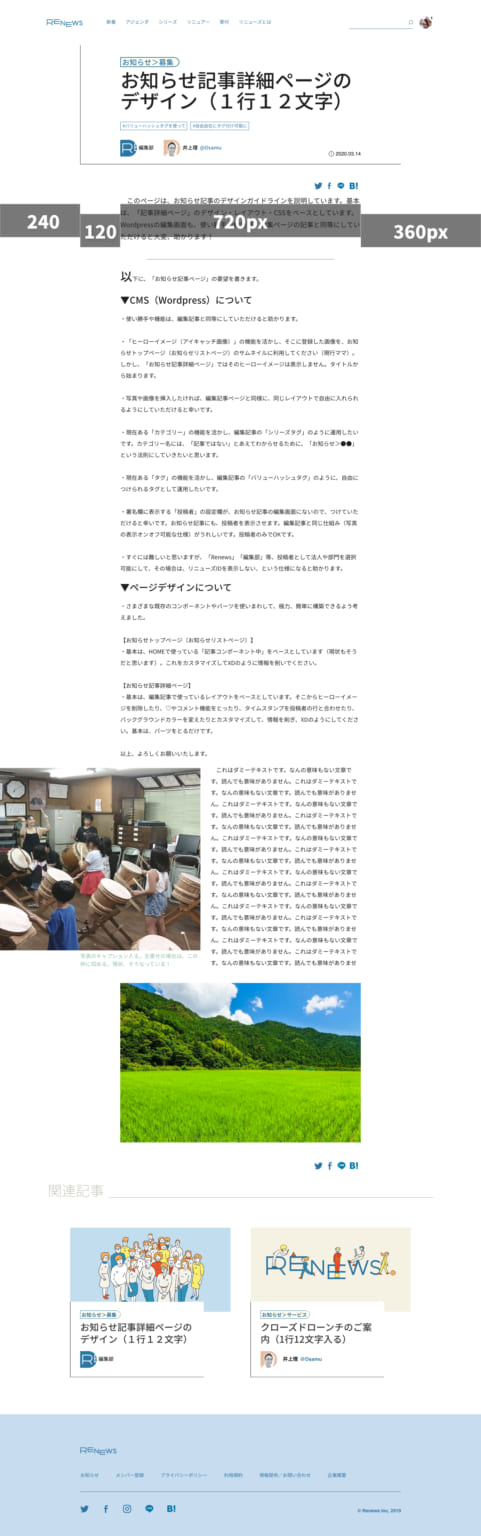 RENEWS
新着 アジェンダ シリーズ リニュアー 寄付 リニューズとは
お知らせ＞募集
お知らせ記事詳細ページの
デザイン（１行１２文字）
#バリューハッシュタグを使って #自由自在にタグ付け可能に
編集部 井上理 @Osamu
2020.03.14
B!
このページは、お知らせ記事のデザインガイドラインを説明しています。基本
は、「記事詳細ページ」のデザイン・レイアウト・CSSをベースとしています。
240 120 720px 360px
Wordpressの編集画面も、使い
集ページの記事と同等にしてい
ただけると大変、助かります！
以下に、「お知らせ記事ページ」の要望を書きます。
▼CMS（Wordpress）について
・使い勝手や機能は、編集記事と同等にしていただけると助かります。
・「ヒーローイメージ（アイキャッチ画像）」の機能を活かし、そこに登録した画像を、お知
らせトップページ（お知らせリストページ）のサムネイルに利用してください（現行ママ）。
しかし、「お知らせ記事詳細ページ」ではそのヒーローイメージは表示しません。タイトルか
ら始まります。
・写真や画像を挿入したければ、編集記事ページと同様に、同じレイアウトで自由に入れられ
るようにしていただけると幸いです。
・現在ある「カテゴリー」の機能を活かし、編集記事の「シリーズタグ」のように運用したい
です。カテゴリー名には、「記事ではない」とあえてわからせるために、「お知らせ＞●●」
という法則にしていきたいと思います。
・現在ある「タグ」の機能を活かし、編集記事の「バリューハッシュタグ」のように、自由に
つけられるタグとして運用したいです。
・署名欄に表示する「投稿者」の設定欄が、お知らせ記事の編集画面にないので、つけていた
だけると幸いです。お知らせ記事にも、投稿者を表示させます。編集記事と同じ仕組み（写真
の表示オンオフ可能な仕様）がうれしいです。投稿者のみでOKです。
・すぐには難しいと思いますが、「Renews」「編集部」等、投稿者として法人や部門を選択
可能にして、その場合は、リニューズIDを表示しない、という仕様になると助かります。
▼ページデザインについて
・さまざまな既存のコンポーネントやパーツを使いまわして、極力、簡単に構築できるよう考
えました。
【お知らせトップページ（お知らせリストページ）】
・基本は、HOMEで使っている「記事コンポーネント中」をベースとしています（現状もそう
だと思います）。これをカスタマイズしてXDのように情報を削いでください。
【お知らせ記事詳細ページ】
・基本は、編集記事で使っているレイアウトをベースとしています。そこからヒーローイメー
ジを削除したり、♡やコメント機能をとったり、タイムスタンプを投稿者の行と合わせたり、
バックグラウンドカラーを変えたりとカスタマイズして、情報を削ぎ、XDのようにしてくださ
い。基本は、パーツをとるだけです。
以上、よろしくお願いいたします。
これはダミーテキストです。なんの意味もない文章で
す。読んでも意味がありません。これはダミーテキストで
す。なんの意味もない文章です。読んでも意味がありませ
ん。これはダミーテキストです。なんの意味もない文章で
す。読んでも意味がありません。これはダミーテキストで
す。なんの意味もない文章です。読んでも意味がありませ
ん。これはダミーテキストです。なんの意味もない文章で
す。読んでも意味がありません。これはダミーテキストで
す。なんの意味もない文章です。読んでも意味がありませ
ん。これはダミーテキストです。なんの意味もない文章で
す。読んでも意味がありません。これはダミーテキストで
す。なんの意味もない文章です。読んでも意味がありませ
ん。これはダミーテキストです。なんの意味もない文章で
す。読んでも意味がありません。これはダミーテキストで
す。なんの意味もない文章です。読んでも意味がありませ
ん。これはダミーテキストです。なんの意味もない文章で
す。読んでも意味がありません。これはダミーテキストで
す。なんの意味もない文章です。読んでも意味がありませ
写真のキャプション入る。左寄せの場合は、この
枠に収める。現状、そうなっている！
B!
関連記事
RENEWS
お知らせ＞募集
お知らせ記事詳細ページの
デザイン（１行１２文字）
編集部
お知らせ＞サービス
クローズドローンチのご案
内（1行12文字入る）
井上理 @Osamu
RENEWS
お知らせ メンバー登録 プライバシーポリシー 利用規約 情報提供／お問い合わせ 企業概要
B!
© Renews Inc. 2019